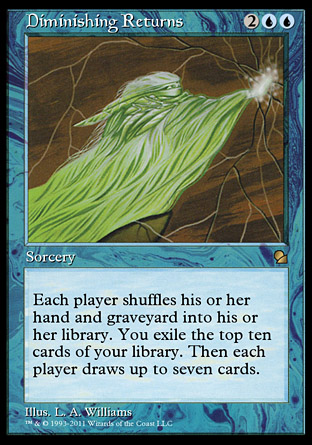 Diminishing Returns 2
Sorcery
Each player shuffles his or her
hand and graveyard into his or
her library. You exile the top ten
cards of your library. Then each
player draws up to seven cards.
Illus. L. A. Williams
™ & © 1993-2011 Wizards of the Coast LLC